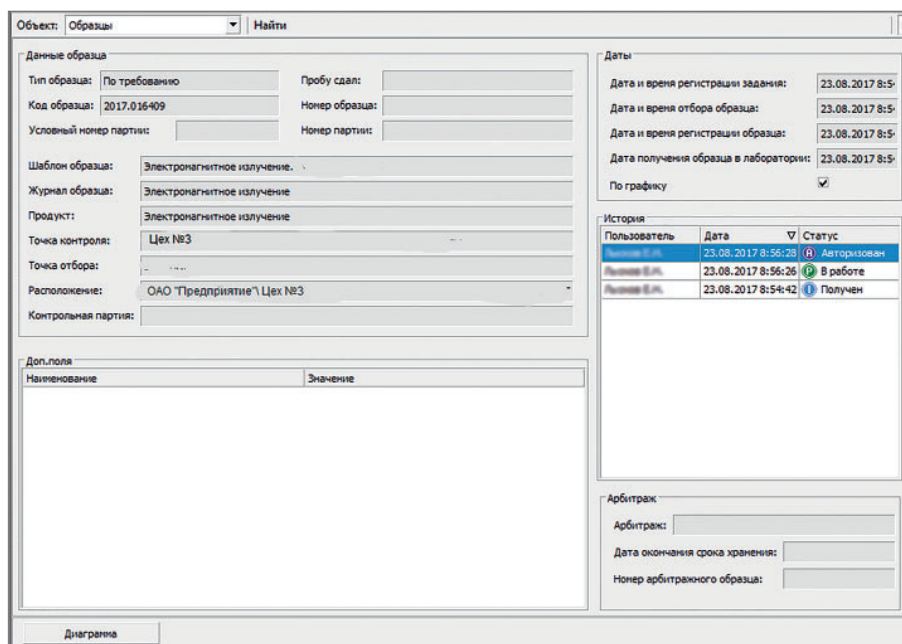 Объект: Образцы Найти
Данные образца
Тип образца: По требованию Пробу сдал:
Код образца: 2017.016409 Номер образца:
Условный номер партии: Номер партии:
Шаблон образца: Электромагнитное излучение.
Журнал образца: Электромагнитное излучение
Продукт: Электромагнитное излучение
Точка контроля: Цех №3
Точка отбора:
Расположение: ОАО "Предприятие"\ Цех №3
Контрольная партия:
Доп.поля
Наименование Значение
Даты
Дата и время регистрации задания: 23.08.2017 8:5
Дата и время отбора образца: 23.08.2017 8:5
Дата и время регистрации образца: 23.08.2017 8:5
Дата получения образца в лаборатории: 23.08.2017 8:5
По графику
История
Пользователь Дата Статус
23.08.2017 8:56:28 Авторизован
23.08.2017 8:56:26 P В работе
23.08.2017 8:54:42 I Получен
Арбитраж
Арбитраж:
Дата окончания срока хранения:
Номер арбитражного образца:
Диаграмма